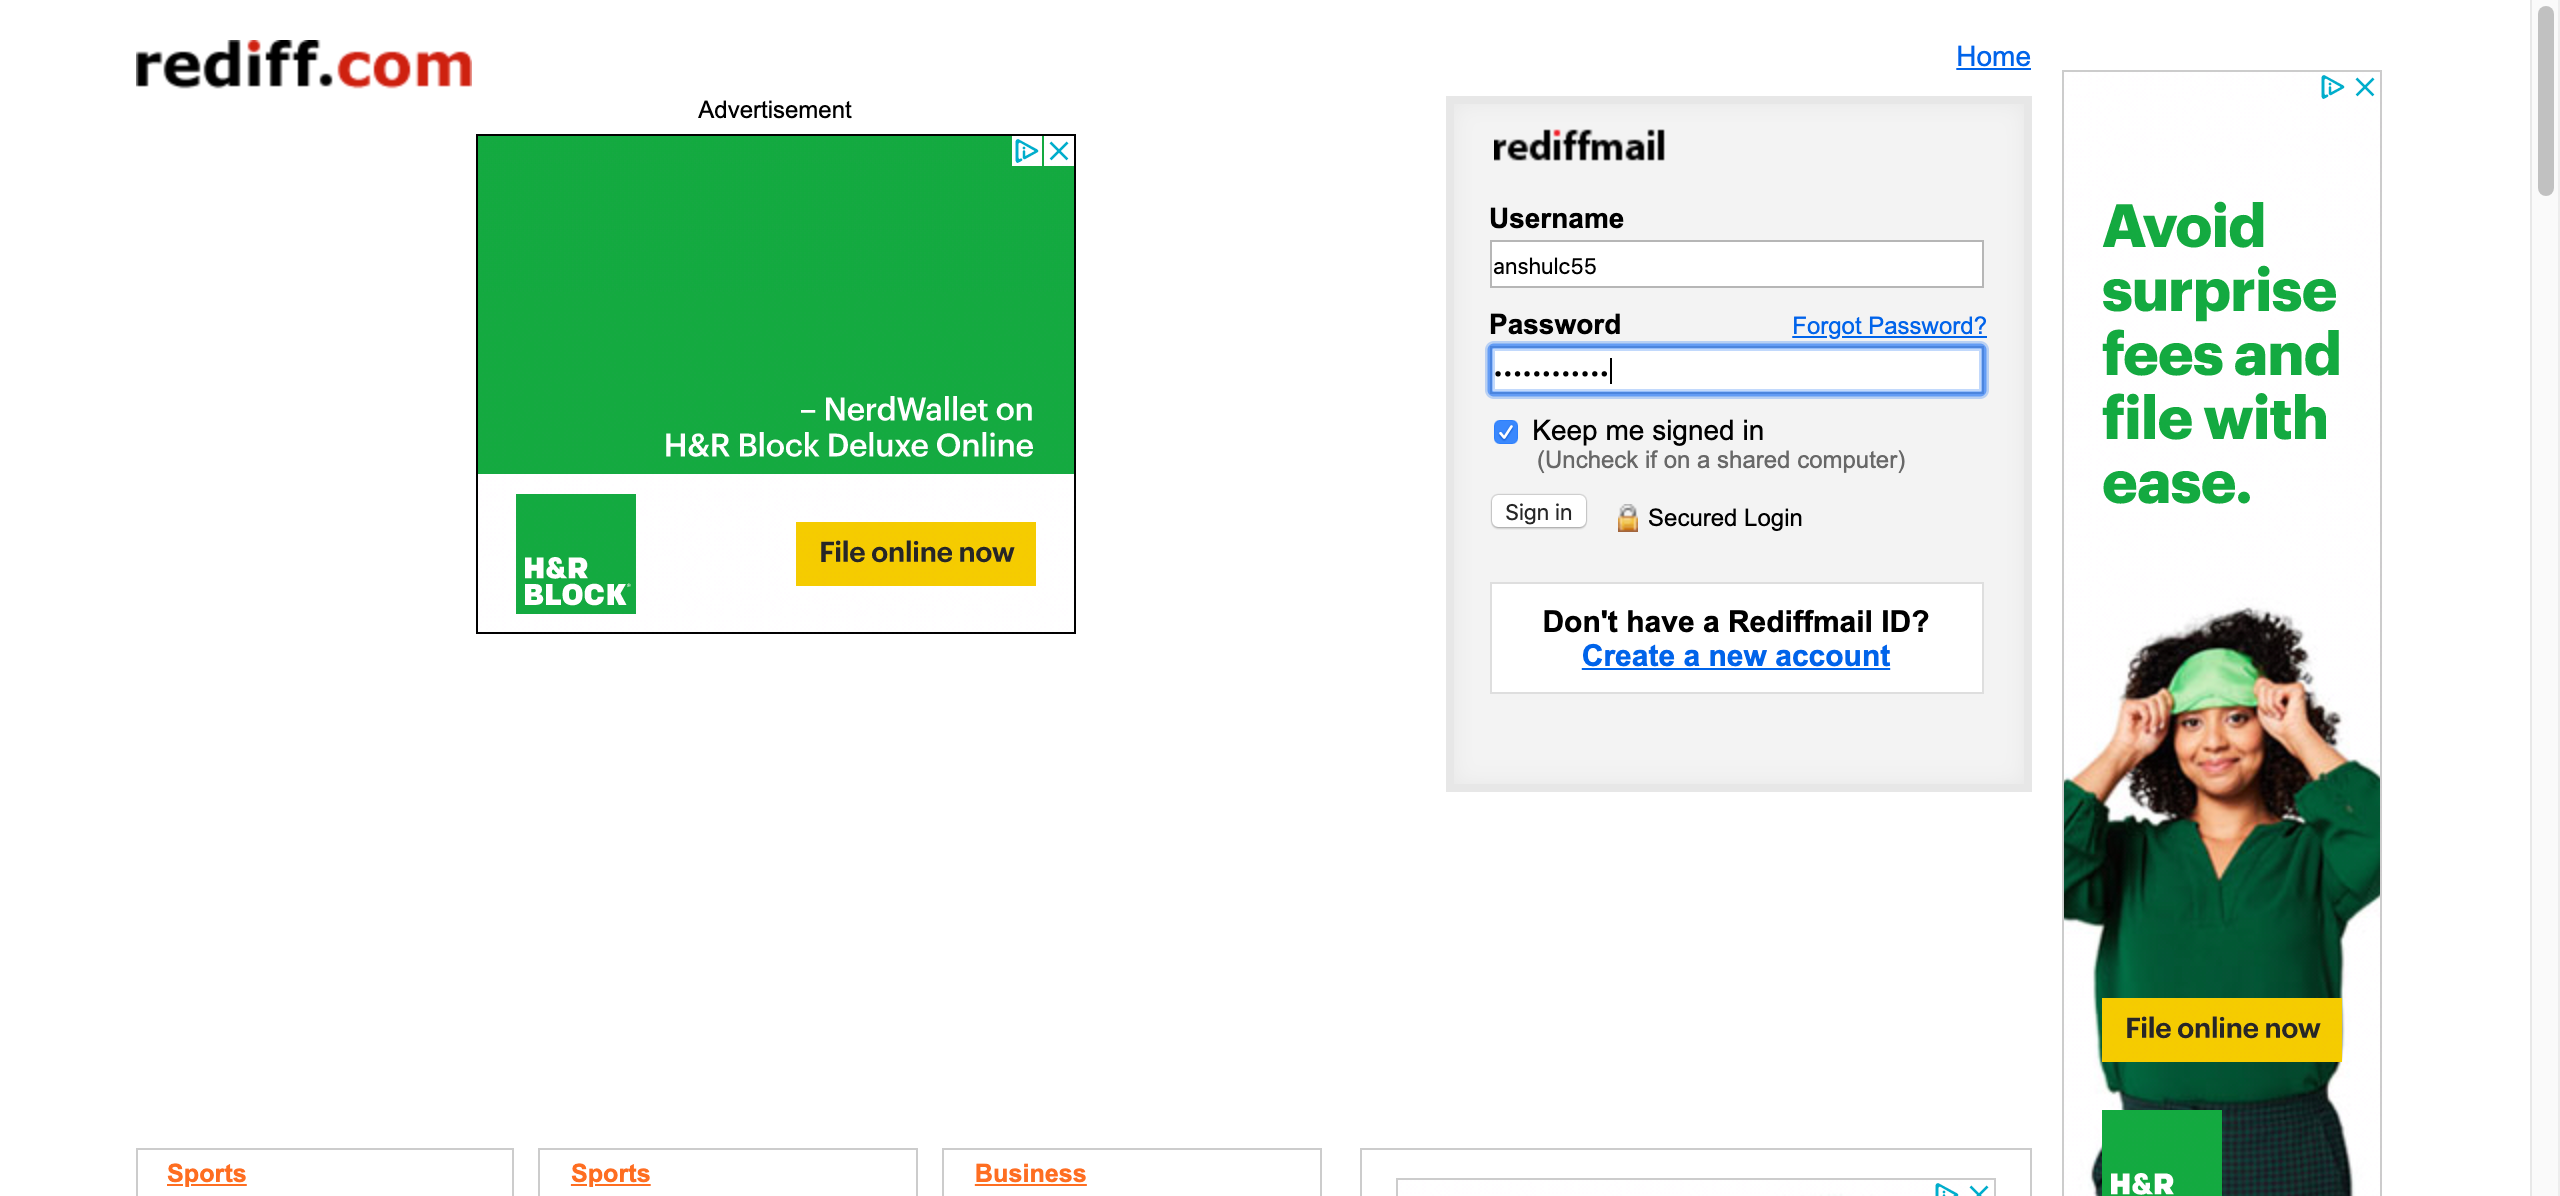 rediff.com
Home
Advertisement
– NerdWallet on
H&R Block Deluxe Online
H&R
BLOCK
File online now
rediffmail
Username
anshulc55
Password
Forgot Password?
Keep me signed in
(Uncheck if on a shared computer)
Sign in
Secured Login
Don't have a Rediffmail ID?
Create a new account
Avoid
surprise
fees and
file with
ease.
File online now
H&R
Sports
Sports
Business